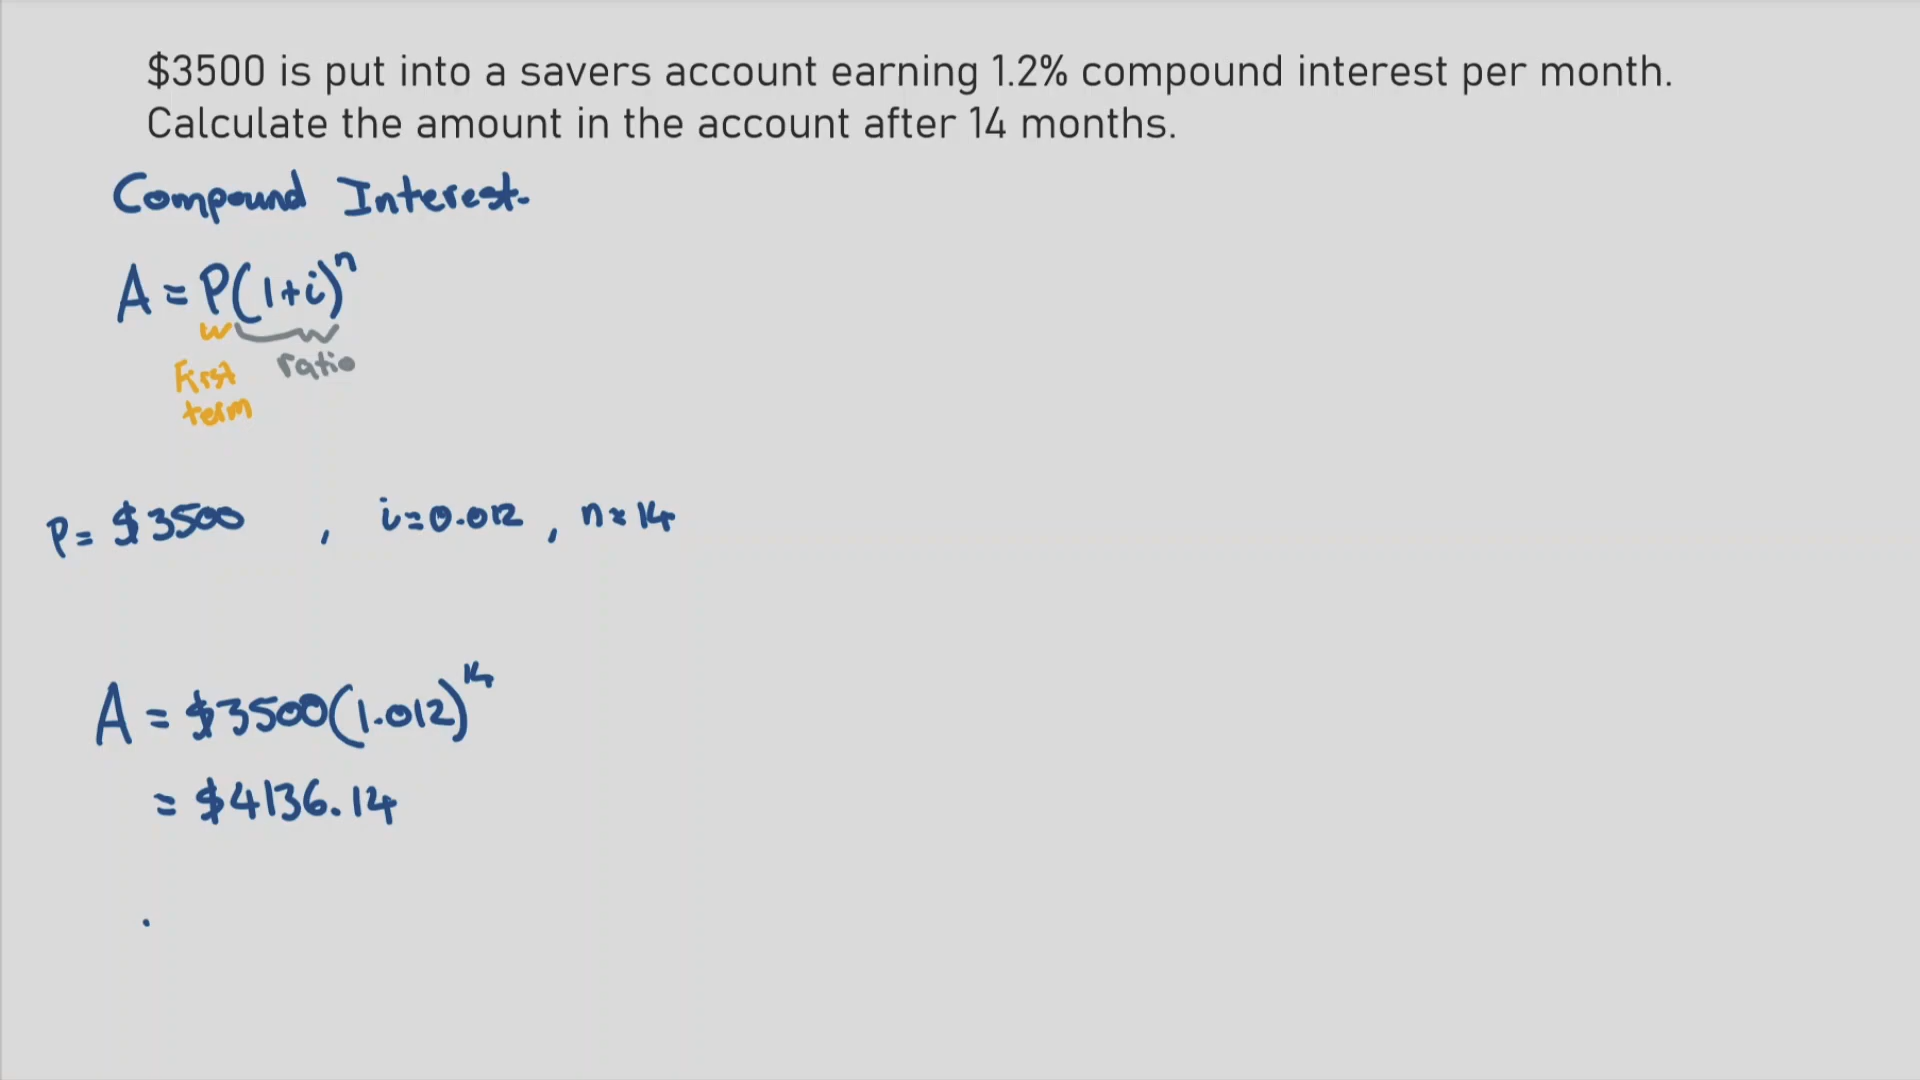 $3500 is put into a savers account earning 1.2% compound interest per month.
Calculate the amount in the account after 14 months.
Compound Interest.
A = P(1+i)ⁿ
First term
ratio
P = $3500 , i = 0.012 , n = 14
A = $3500(1.012)¹⁴
= $4136.14